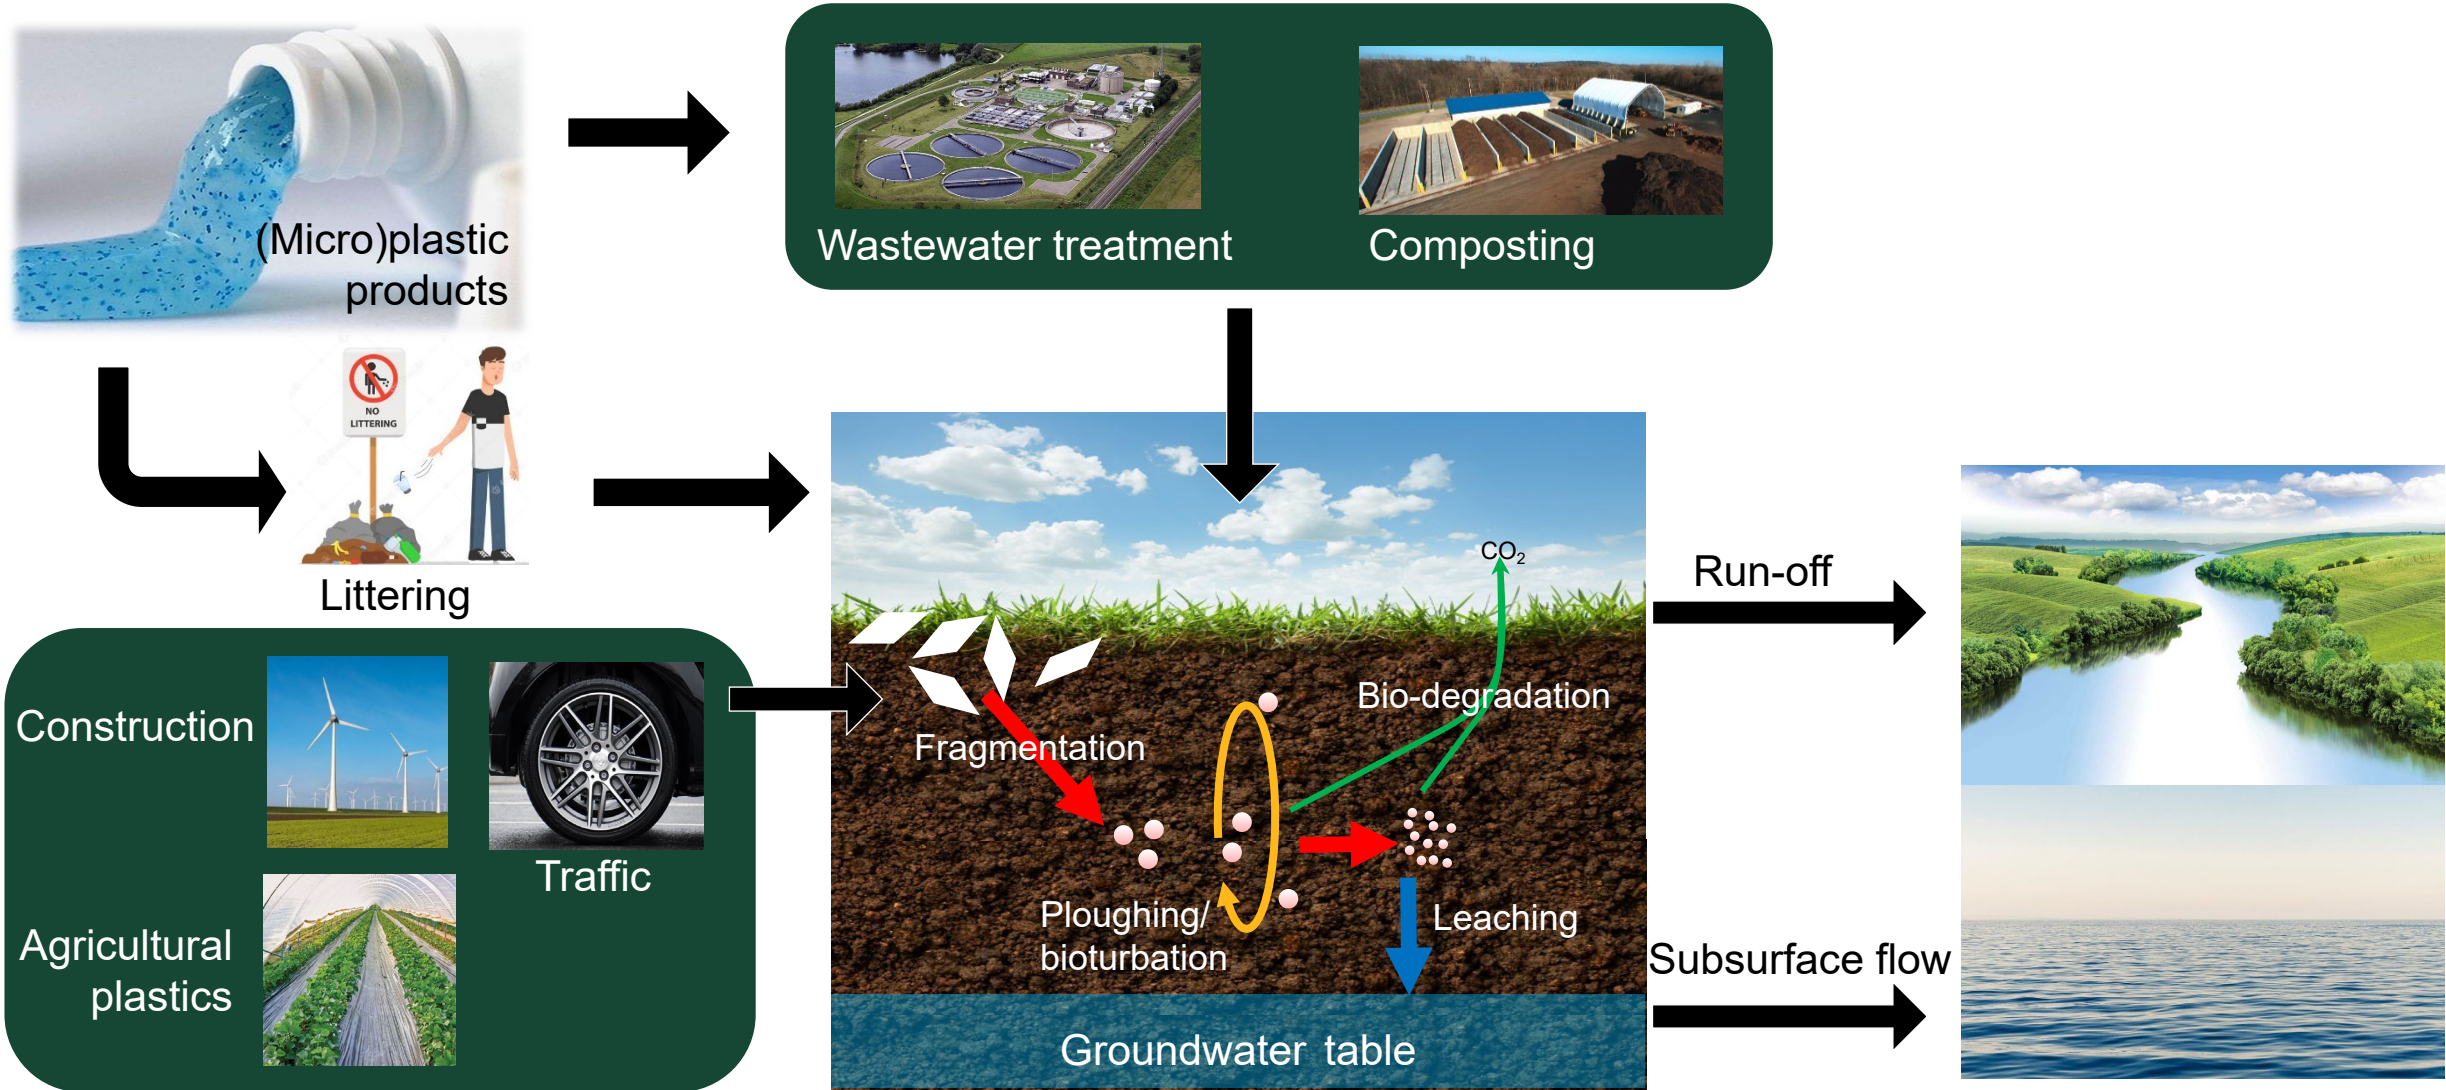 (Micro)plastic
products
Wastewater treatment
Composting
NO
LITTERING
Littering
CO₂
Run-off
Construction
Traffic
Agricultural
plastics
Fragmentation
Bio-degradation
Ploughing/
bioturbation
Leaching
Subsurface flow
Groundwater table